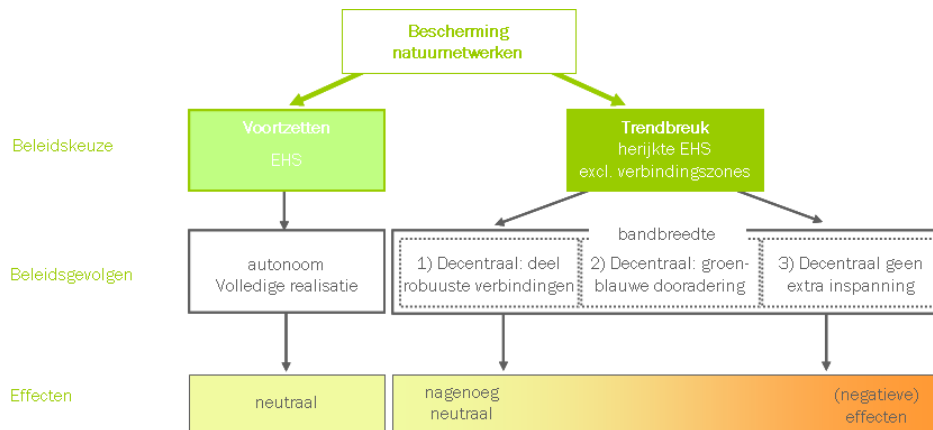 Bescherming
natuurnetwerken
Beleidskeuze
Voortzetten
EHS
Trendbreuk
herijkte EHS
excl. verbindingszones
Beleidsgevolgen
autonoom
Volledige realisatie
bandbreedte
1) Decentraal: deel
robuuste verbindingen
2) Decentraal: groen-
blauwe dooradering
3) Decentraal geen
extra inspanning
Effecten
neutraal
nagenoeg
neutraal
(negatieve)
effecten